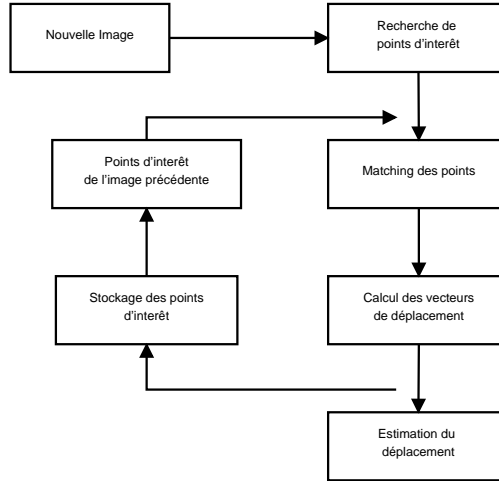 Nouvelle Image
Recherche de
points d'interêt
Points d'interêt
de l'image précédente
Matching des points
Stockage des points
d'interêt
Calcul des vecteurs
de déplacement
Estimation du
déplacement